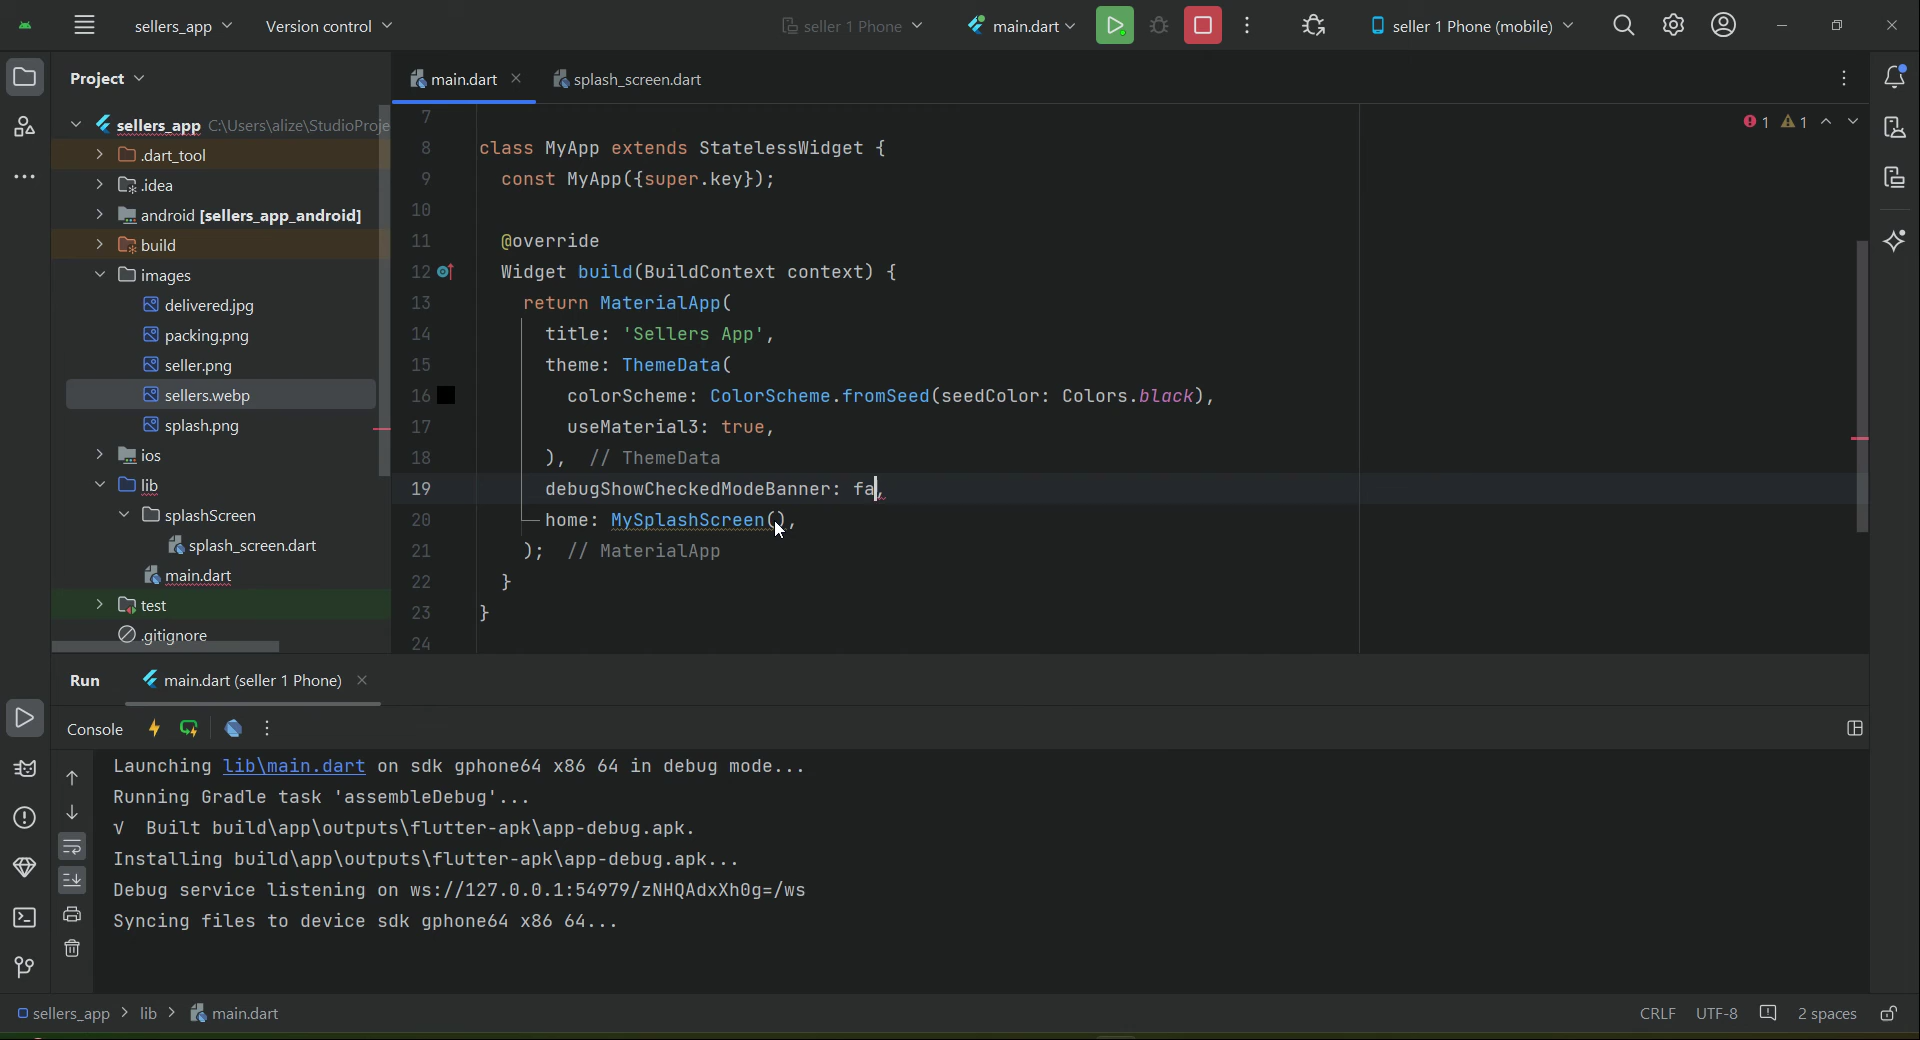 sellers_app
Version control
seller 1 Phone
main.dart
seller 1 Phone (mobile)
Project
main.dart
splash_screen.dart
sellers_app C:\Users\alize\StudioProje
.dart_tool
.idea
android [sellers_app_android]
build
images
delivered.jpg
packing.png
seller.png
sellers.webp
splash.png
ios
lib
splashScreen
splash_screen.dart
main.dart
test
.gitignore
1 1
7
8 class MyApp extends StatelessWidget {
9 const MyApp({super.key});
10
11 @override
12 Widget build(BuildContext context) {
13 return MaterialApp(
14 title: 'Sellers App',
15 theme: ThemeData(
16 colorScheme: ColorScheme.fromSeed(seedColor: Colors.black),
17 useMaterial3: true,
18 ), // ThemeData
19 debugShowCheckedModeBanner: fa,
20 home: MySplashScreen(),
21 ); // MaterialApp
22 }
23 }
24
Run
main.dart (seller 1 Phone)
Console
Launching lib\main.dart on sdk gphone64 x86 64 in debug mode...
Running Gradle task 'assembleDebug'...
√ Built build\app\outputs\flutter-apk\app-debug.apk.
Installing build\app\outputs\flutter-apk\app-debug.apk...
Debug service listening on ws://127.0.0.1:54979/zNHQAdxXh0g=/ws
Syncing files to device sdk gphone64 x86 64...
sellers_app > lib > main.dart
CRLF UTF-8 2 spaces